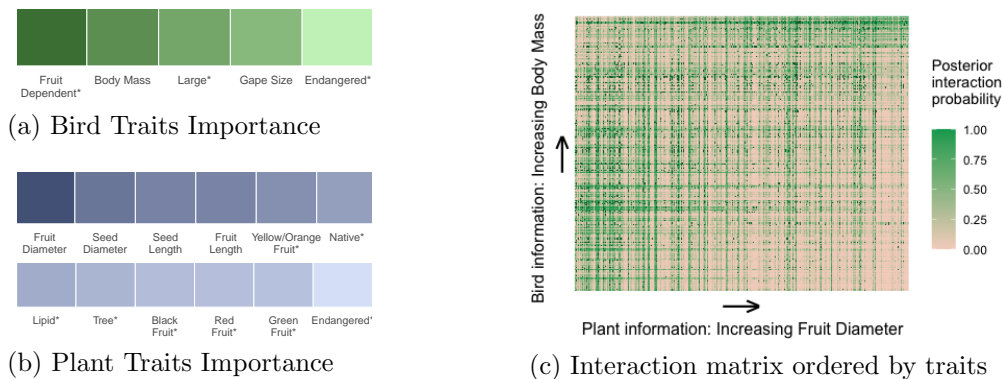 Fruit Dependent*
Body Mass
Large*
Gape Size
Endangered*
(a) Bird Traits Importance
Fruit Diameter
Seed Diameter
Seed Length
Fruit Length
Yellow/Orange Fruit*
Native*
Lipid*
Tree*
Black Fruit*
Red Fruit*
Green Fruit*
Endangered*
(b) Plant Traits Importance
Bird information: Increasing Body Mass
Plant information: Increasing Fruit Diameter
Posterior
interaction
probability
1.00
0.75
0.50
0.25
0.00
(c) Interaction matrix ordered by traits